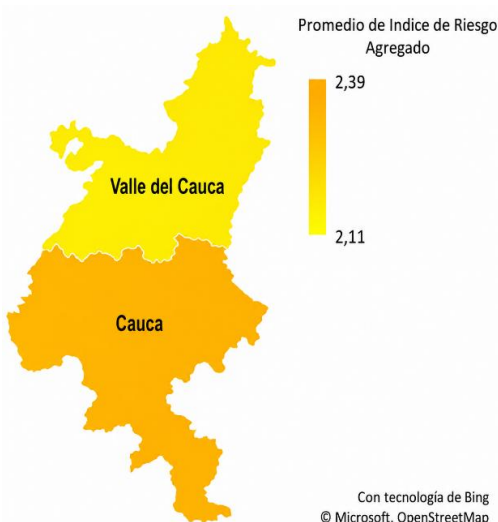 Promedio de Indice de Riesgo
Agregado
2,39
2,11
Valle del Cauca
Cauca
Con tecnología de Bing
© Microsoft, OpenStreetMap